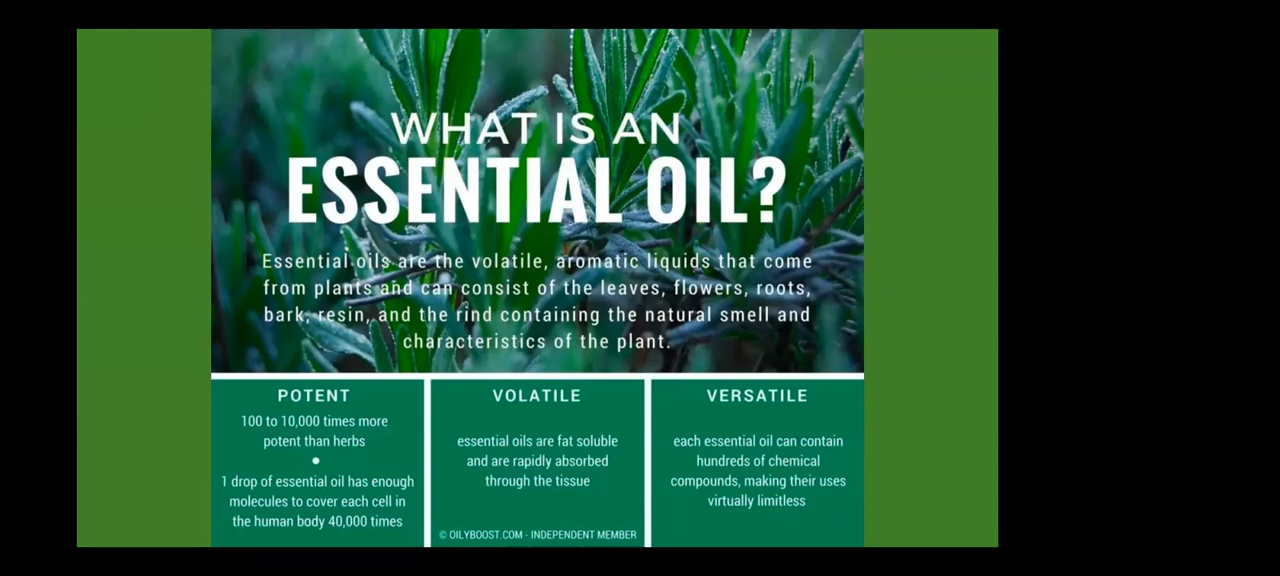 WHAT IS AN
ESSENTIAL OIL?
Essential oils are the volatile, aromatic liquids that come
from plants and can consist of the leaves, flowers, roots,
bark, resin, and the rind containing the natural smell and
characteristics of the plant.
POTENT
100 to 10,000 times more
potent than herbs
•
1 drop of essential oil has enough
molecules to cover each cell in
the human body 40,000 times
VOLATILE
essential oils are fat soluble
and are rapidly absorbed
through the tissue
© OILYBOOST.COM - INDEPENDENT MEMBER
VERSATILE
each essential oil can contain
hundreds of chemical
compounds, making their uses
virtually limitless